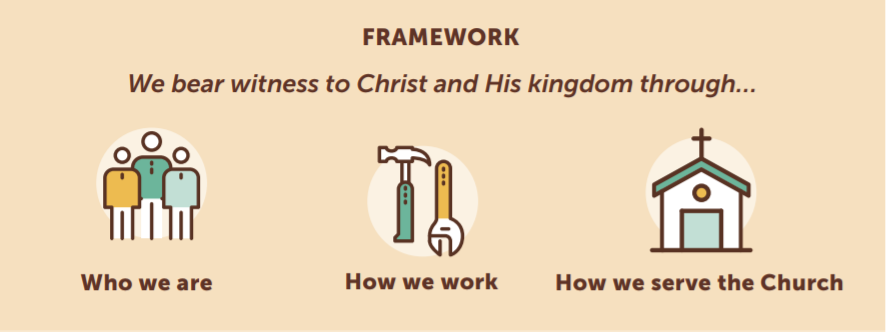 FRAMEWORK
We bear witness to Christ and His kingdom through...
Who we are
How we work
How we serve the Church